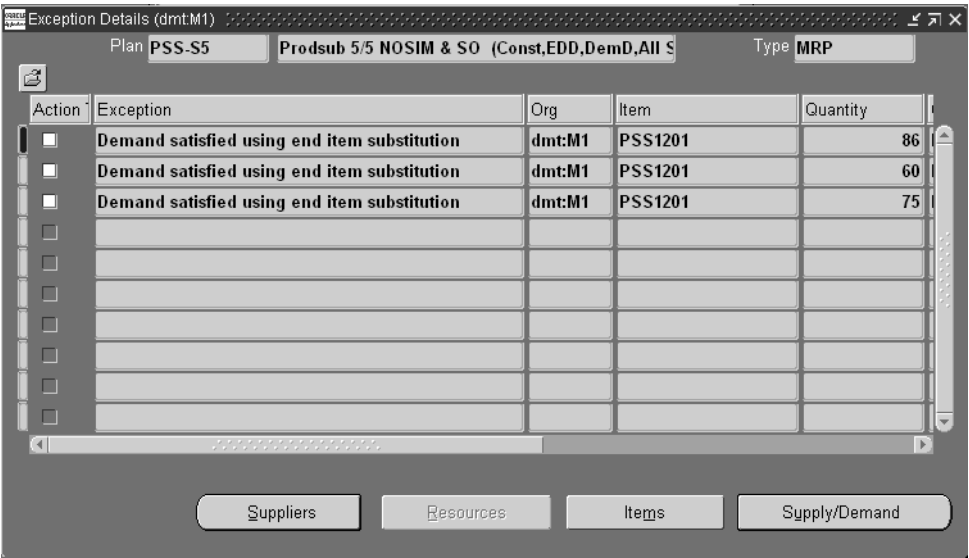 Exception Details (dmt:M1)
Plan PSS-S5 Prodsub 5/5 NOSIM & SO (Const,EDD,DemD,All S Type MRP
Action Exception Org Item Quantity
Demand satisfied using end item substitution dmt:M1 PSS1201 86
Demand satisfied using end item substitution dmt:M1 PSS1201 60
Demand satisfied using end item substitution dmt:M1 PSS1201 75
Suppliers Resources Items Supply/Demand